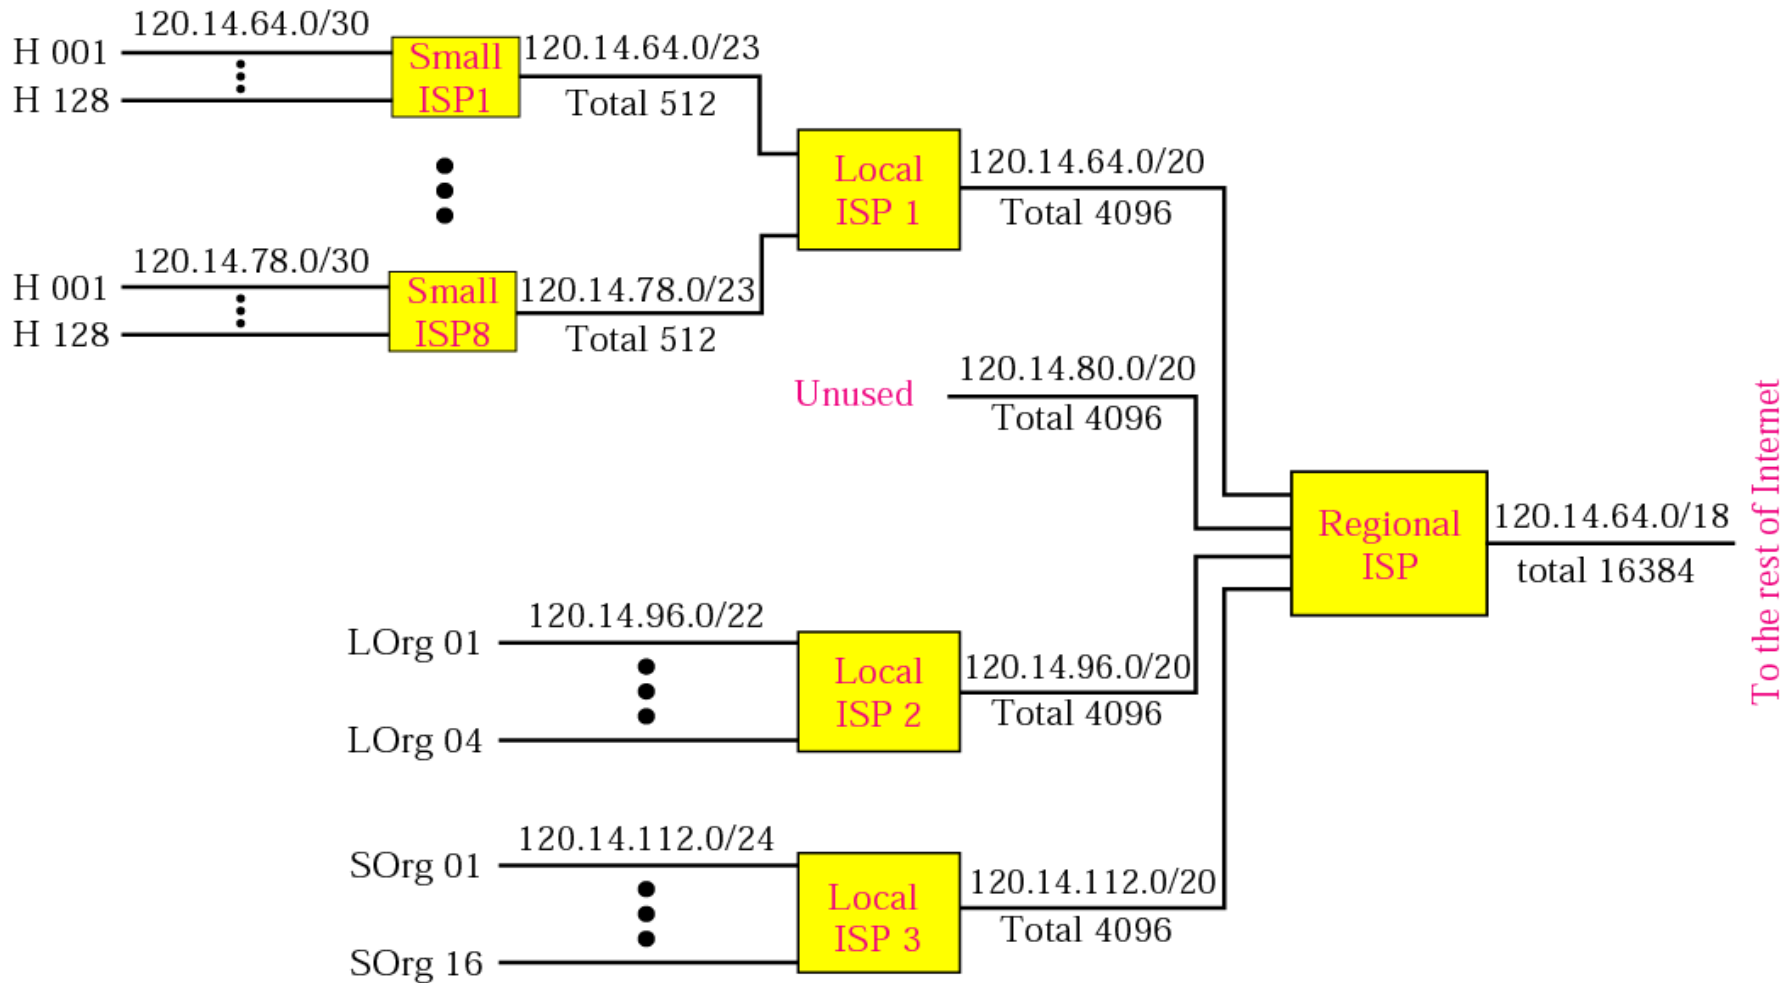 120.14.64.0/30
H 001
H 128
Small
ISP1
120.14.64.0/23
Total 512
120.14.78.0/30
H 001
H 128
Small
ISP8
120.14.78.0/23
Total 512
Local
ISP 1
120.14.64.0/20
Total 4096
Unused
120.14.80.0/20
Total 4096
LOrg 01
120.14.96.0/22
LOrg 04
Local
ISP 2
120.14.96.0/20
Total 4096
SOrg 01
120.14.112.0/24
SOrg 16
Local
ISP 3
120.14.112.0/20
Total 4096
Regional
ISP
120.14.64.0/18
total 16384
To the rest of Internet